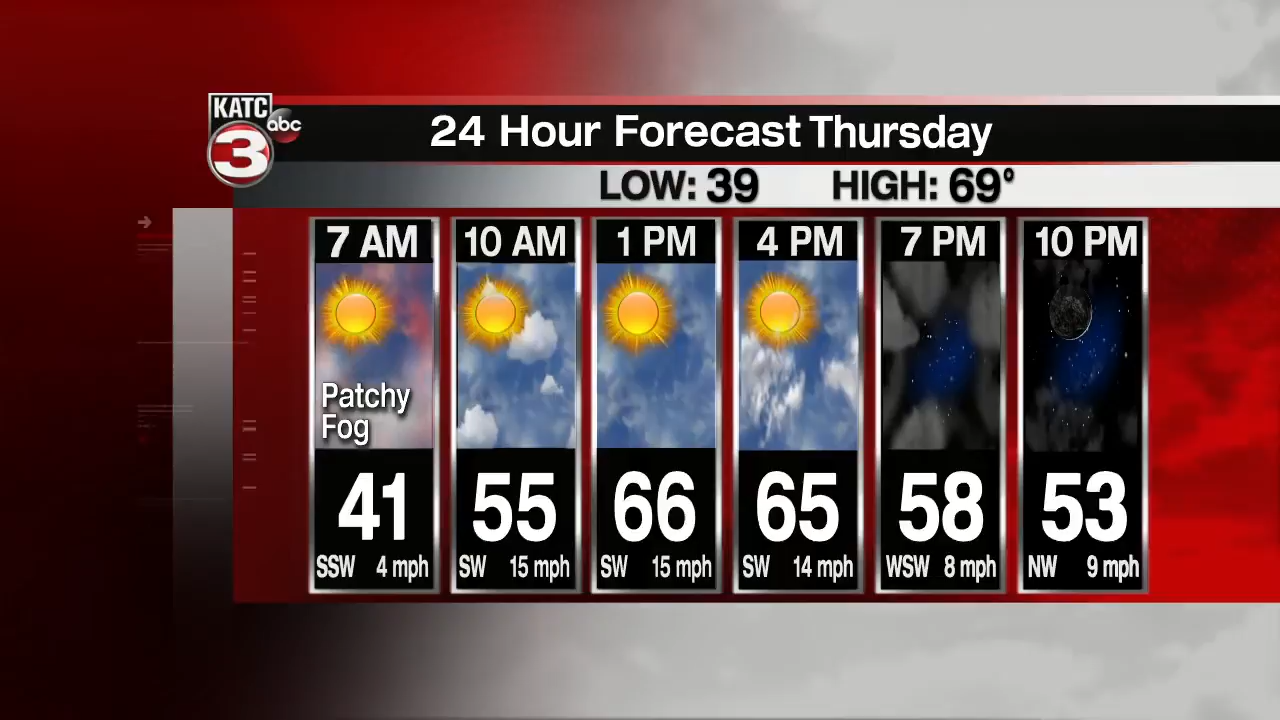 KATC
abc
3
24 Hour Forecast Thursday
LOW: 39 HIGH: 69°
7 AM 10 AM 1 PM 4 PM 7 PM 10 PM
Patchy
Fog
41 55 66 65 58 53
SSW 4 mph SW 15 mph SW 15 mph SW 14 mph WSW 8 mph NW 9 mph